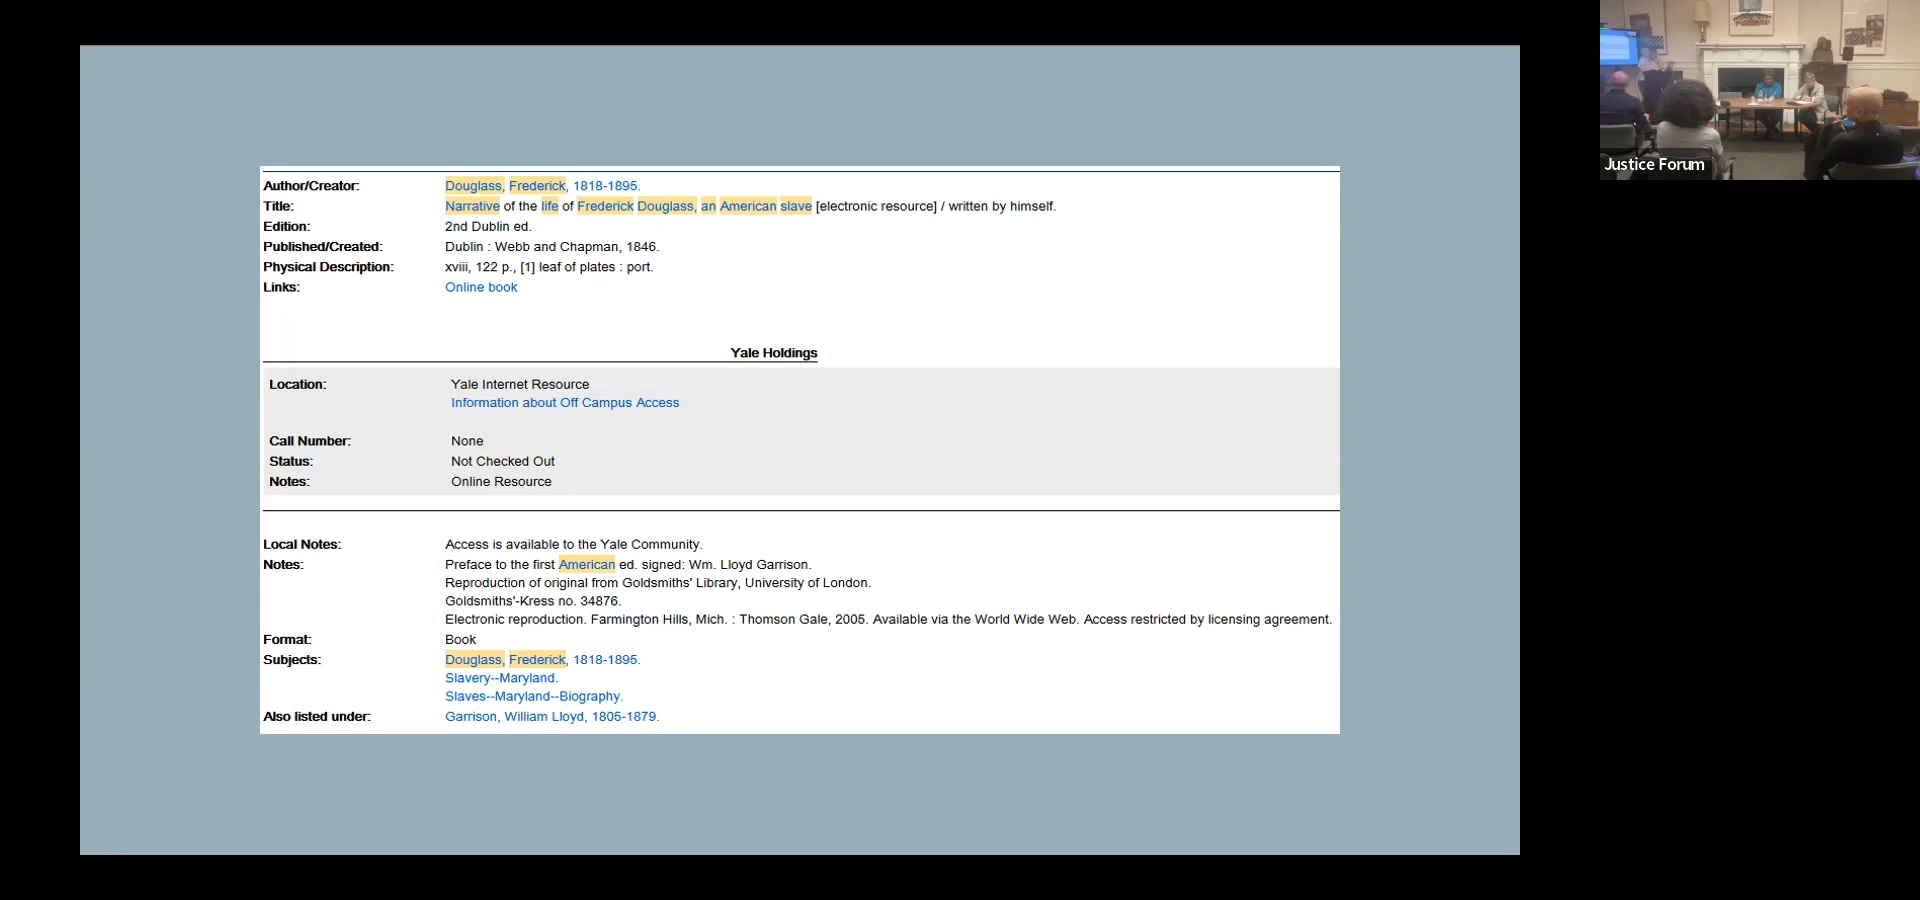 Author/Creator: Douglass, Frederick, 1818-1895.
Title: Narrative of the life of Frederick Douglass, an American slave [electronic resource] / written by himself.
Edition: 2nd Dublin ed.
Published/Created: Dublin : Webb and Chapman, 1846.
Physical Description: xviii, 122 p., [1] leaf of plates : port.
Links: Online book
Yale Holdings
Location: Yale Internet Resource
Information about Off Campus Access
Call Number: None
Status: Not Checked Out
Notes: Online Resource
Local Notes: Access is available to the Yale Community.
Notes: Preface to the first American ed. signed: Wm. Lloyd Garrison.
Reproduction of original from Goldsmiths' Library, University of London.
Goldsmiths'-Kress no. 34876.
Electronic reproduction. Farmington Hills, Mich. : Thomson Gale, 2005. Available via the World Wide Web. Access restricted by licensing agreement.
Format: Book
Subjects: Douglass, Frederick, 1818-1895.
Slavery--Maryland.
Slaves--Maryland--Biography.
Also listed under: Garrison, William Lloyd, 1805-1879.
Justice Forum